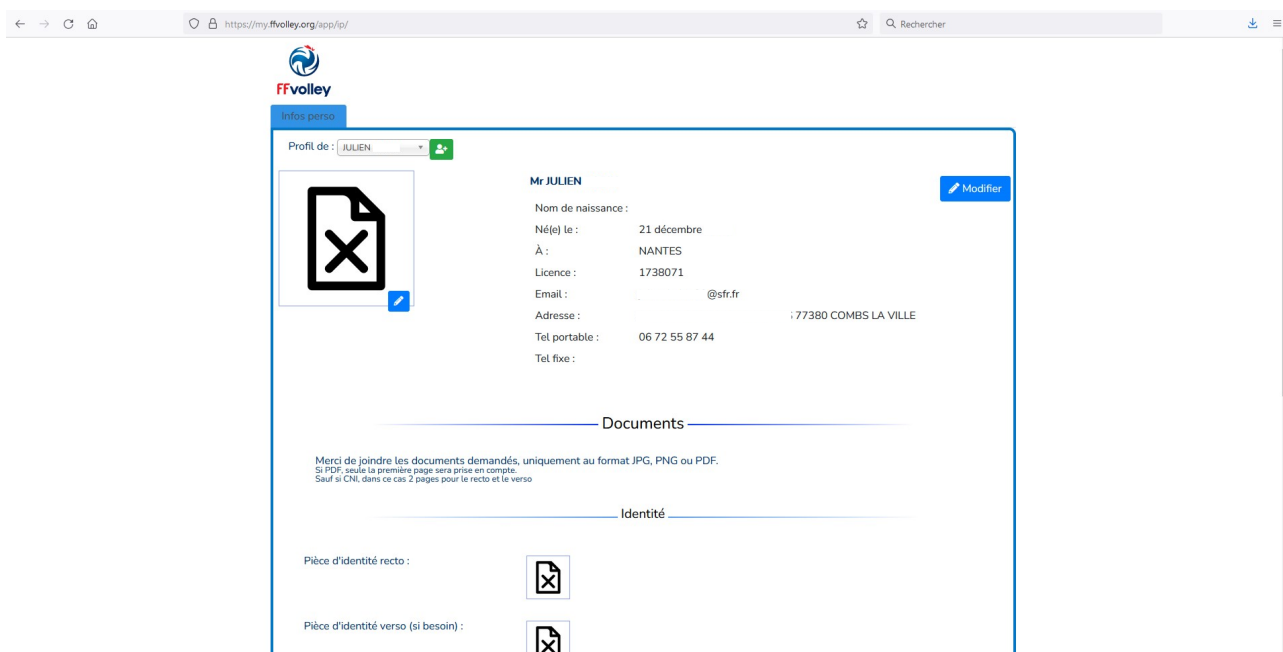 https://my.ffvolley.org/app/ip/
Rechercher
FFvolley
Infos perso
Profil de : JULIEN
Mr JULIEN
Modifier
Nom de naissance :
Né(e) le : 21 décembre
À : NANTES
Licence : 1738071
Email : @sfr.fr
Adresse : 77380 COMBS LA VILLE
Tel portable : 06 72 55 87 44
Tel fixe :
Documents
Merci de joindre les documents demandés, uniquement au format JPG, PNG ou PDF.
Si PDF, seule la première page sera prise en compte.
Sauf si CNI, dans ce cas 2 pages pour le recto et le verso
Identité
Pièce d'identité recto :
Pièce d'identité verso (si besoin) :